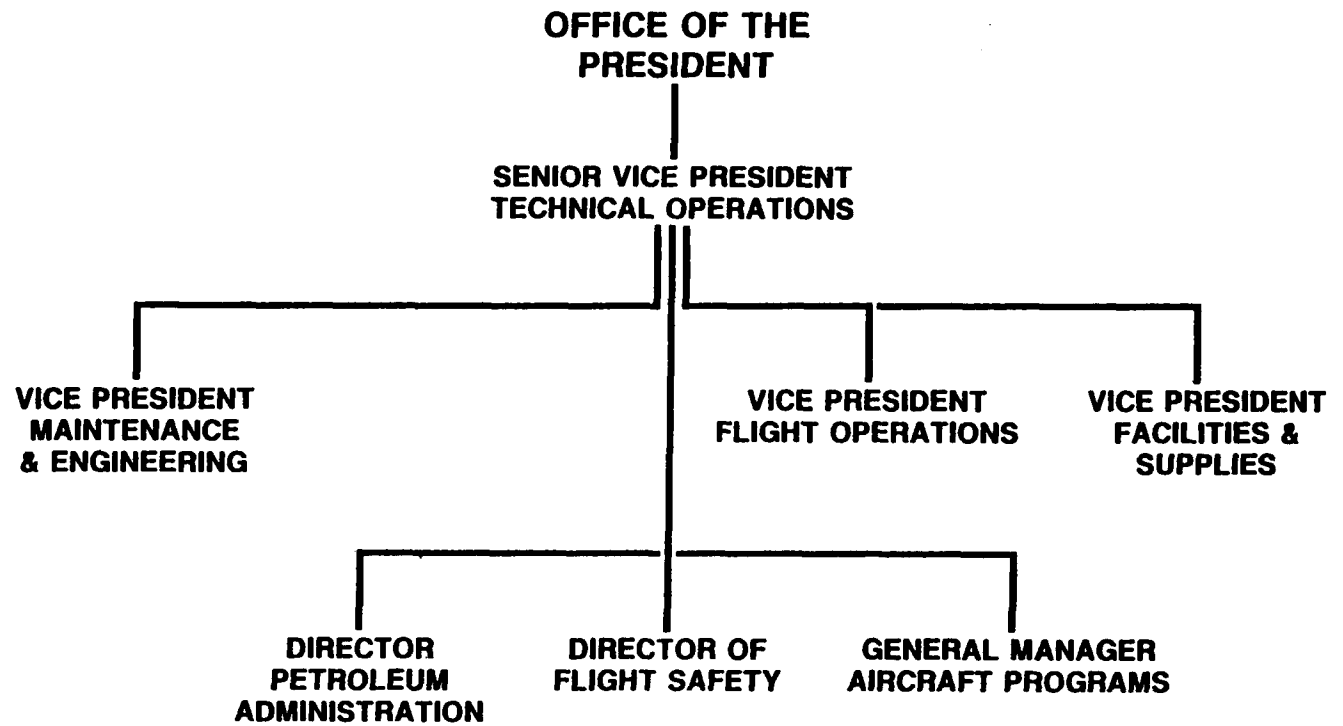 OFFICE OF THE
PRESIDENT
SENIOR VICE PRESIDENT
TECHNICAL OPERATIONS
VICE PRESIDENT
MAINTENANCE
& ENGINEERING
VICE PRESIDENT
FLIGHT OPERATIONS
VICE PRESIDENT
FACILITIES &
SUPPLIES
DIRECTOR
PETROLEUM
ADMINISTRATION
DIRECTOR OF
FLIGHT SAFETY
GENERAL MANAGER
AIRCRAFT PROGRAMS